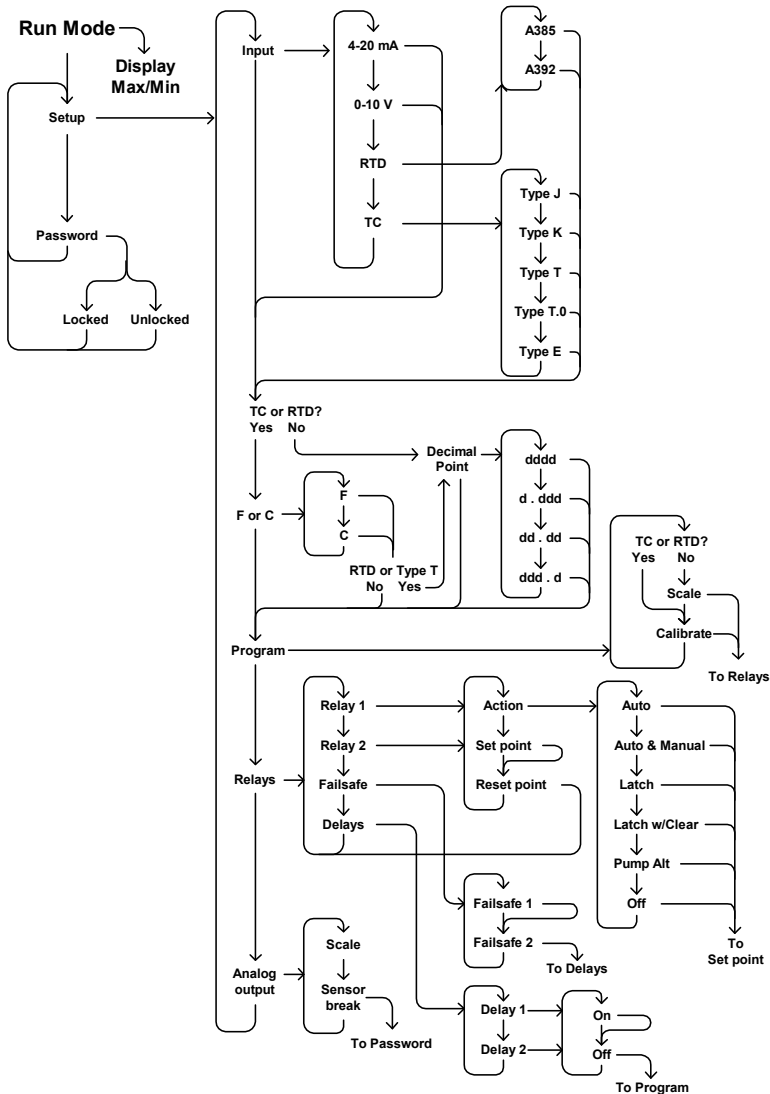 Run Mode
Display
Max/Min
Setup
Password
Locked
Unlocked
Input
4-20 mA
0-10 V
RTD
TC
A385
A392
Type J
Type K
Type T
Type T.0
Type E
TC or RTD?
Yes No
F or C
F
C
RTD or Type T
No Yes
Decimal
Point
dddd
d . ddd
dd . dd
ddd . d
Program
TC or RTD?
Yes No
Scale
Calibrate
To Relays
Relays
Relay 1
Relay 2
Failsafe
Delays
Action
Set point
Reset point
Auto
Auto & Manual
Latch
Latch w/Clear
Pump Alt
Off
To
Set point
Failsafe 1
Failsafe 2
To Delays
Analog
output
Scale
Sensor
break
To Password
Delay 1
Delay 2
On
Off
To Program